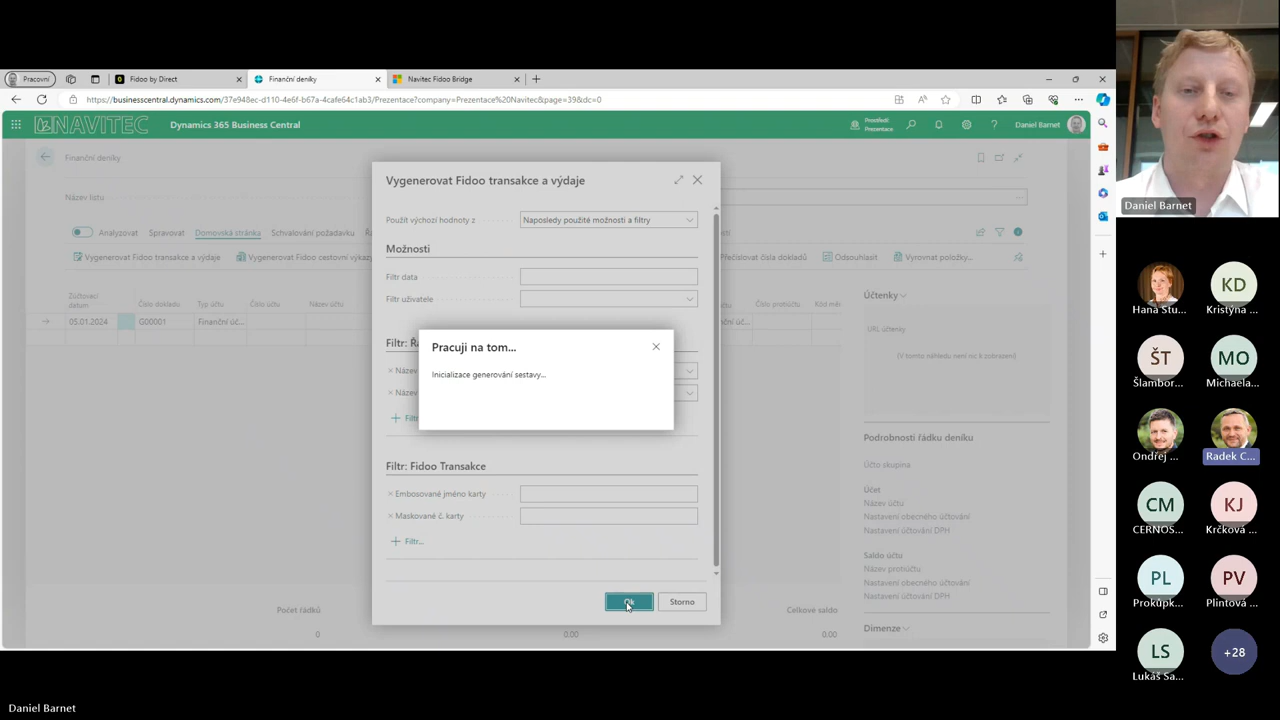 Pracovní
Fidoo by Direct
Finanční deníky
Navitec Fidoo Bridge
https://businesscentral.dynamics.com/37e948ec-d110-4e6f-b67a-4cafe64c1ab3/Prezentace?company=Prezentace%20Navitec&page=39&dc=0
NAVITEC
Dynamics 365 Business Central
Prostředí:
Prezentace
Daniel Barnet
Finanční deníky
Název listu
Analyzovat
Spravovat
Domovská stránka
Schvalování požadavku
Vygenerovat Fidoo transakce a výdaje
Vygenerovat Fidoo cestovní výkazy
Přečíslovat čísla dokladů
Odsouhlasit
Vyrovnat položky...
Zúčtovací datum
Číslo dokladu
Typ účtu
Číslo účtu
Název účtu
Číslo protiúčtu
05.01.2024
G00001
Finanční úč...
Vygenerovat Fidoo transakce a výdaje
Použít výchozí hodnoty z
Naposledy použité možnosti a filtry
Možnosti
Filtr data
Filtr uživatele
Filtr: Řa
Název
Název
Filtr
Pracuji na tom...
Inicializace generování sestavy...
Filtr: Fidoo Transakce
Embosované jméno karty
Maskované č. karty
Filtr...
Ok
Storno
Účtenky
URL účtenky
(V tomto náhledu není nic k zobrazení)
Podrobnosti řádku deníku
Účto skupina
Účet
Název účtu
Nastavení obecného účtování
Nastavení účtování DPH
Saldo účtu
Název protiúčtu
Nastavení obecného účtování
Nastavení účtování DPH
Dimenze
Počet řádků
0
0.00
Celkové saldo
0.00
Daniel Barnet
Hana Stu...
KD
Kristýna ...
ŠT
Šlambor...
MO
Michaela...
Ondřej ...
Radek C...
CM
CERNOS...
KJ
Krčková ...
PL
Prokůpk...
PV
Plintová ...
LS
Lukáš Sa...
+28
Daniel Barnet